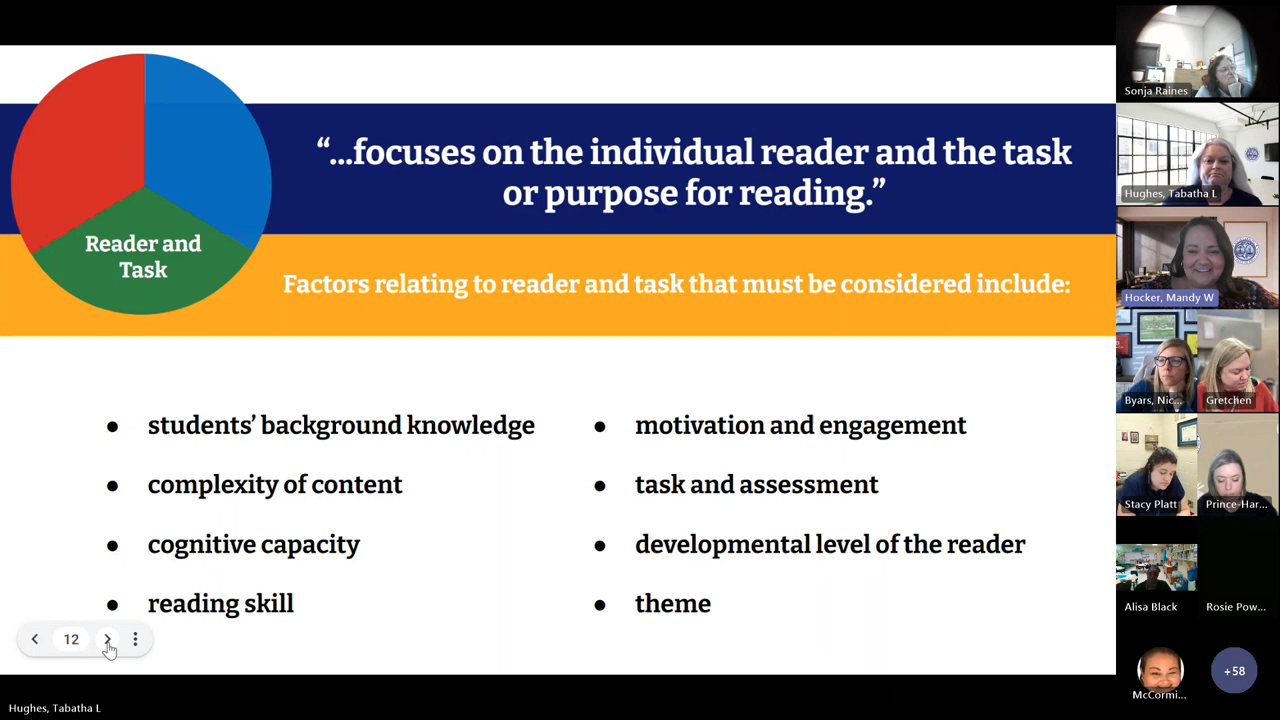 “...focuses on the individual reader and the task
or purpose for reading.”
Reader and
Task
Factors relating to reader and task that must be considered include:
• students’ background knowledge
• complexity of content
• cognitive capacity
• reading skill
• motivation and engagement
• task and assessment
• developmental level of the reader
• theme
12
Hughes, Tabatha L
Sonja Raines
Hughes, Tabatha L
Hocker, Mandy W
Byars, Nic...
Gretchen
Stacy Platt
Prince-Har...
Alisa Black
Rosie Pow...
McCormi...
+58